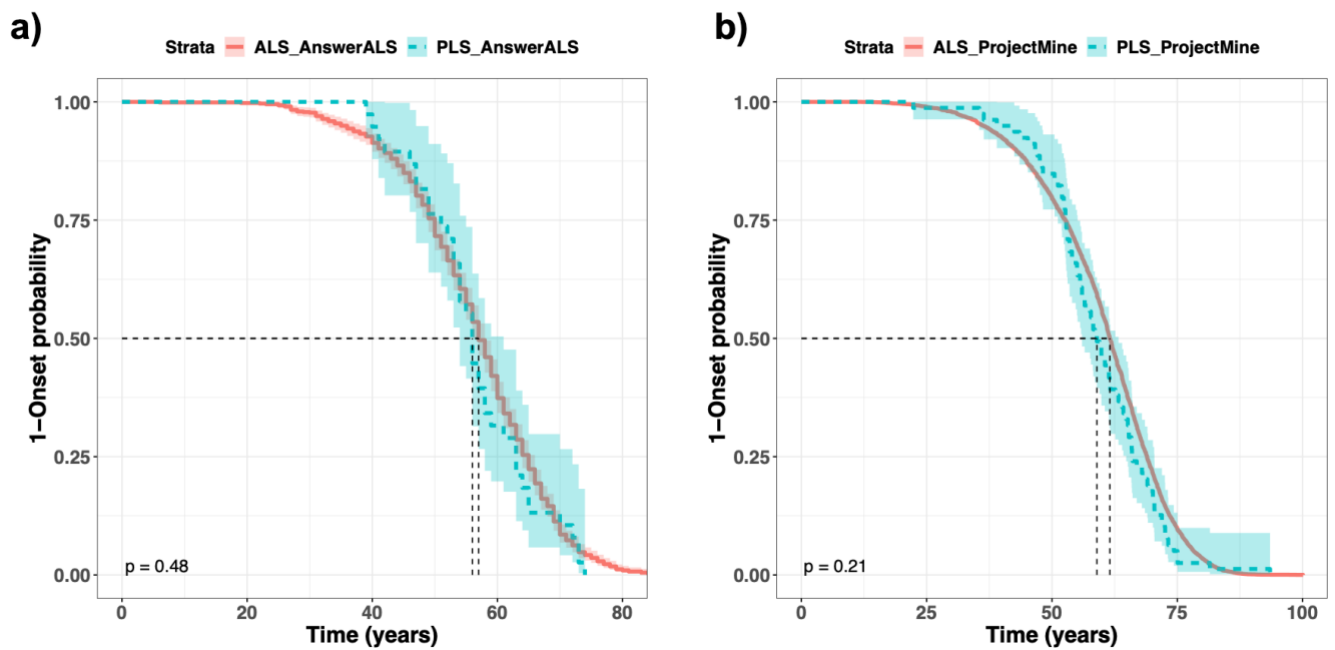 a)
Strata ALS_AnswerALS PLS_AnswerALS
1.00
0.75
0.50
0.25
0.00
1−Onset probability
p = 0.48
0 20 40 60 80
Time (years)
b)
Strata ALS_ProjectMine PLS_ProjectMine
1.00
0.75
0.50
0.25
0.00
1−Onset probability
p = 0.21
0 25 50 75 100
Time (years)